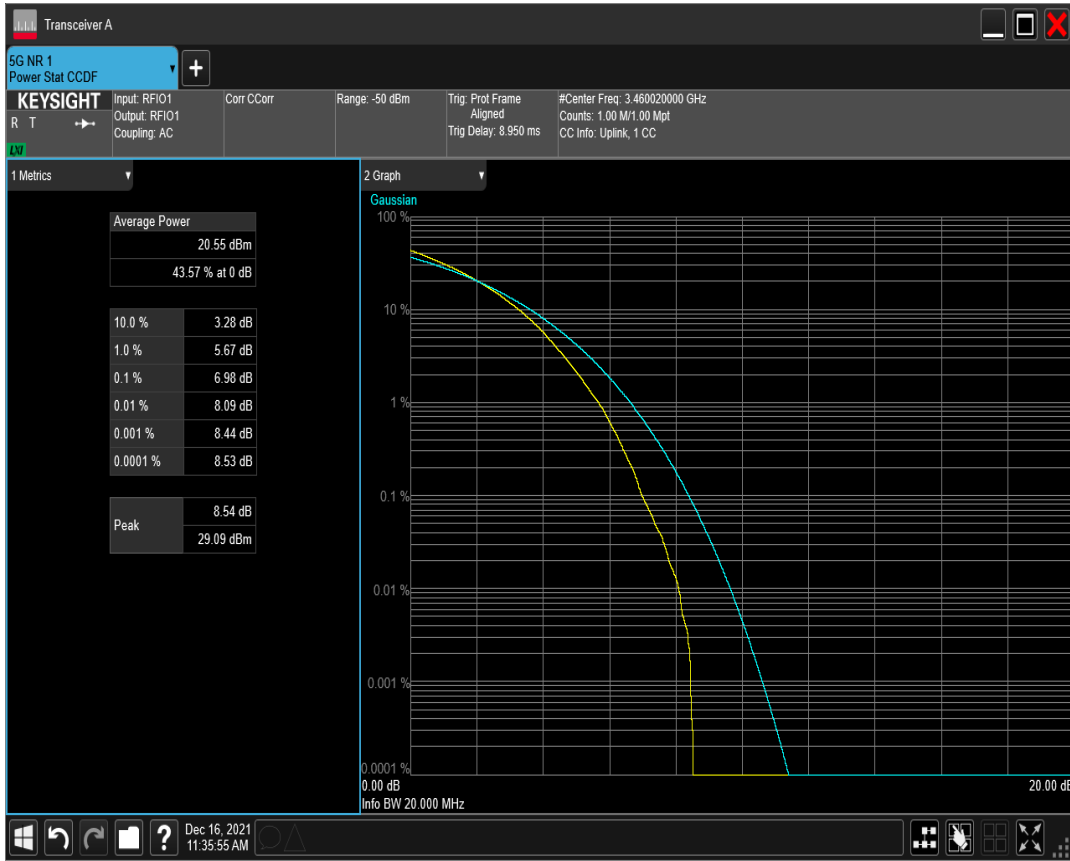 Transceiver A
5G NR 1
Power Stat CCDF
+
KEYSIGHT
R T
LXI
Input: RFIO1
Output: RFIO1
Coupling: AC
Corr CCorr
Range: -50 dBm
Trig: Prot Frame
Aligned
Trig Delay: 8.950 ms
#Center Freq: 3.460020000 GHz
Counts: 1.00 M/1.00 Mpt
CC Info: Uplink, 1 CC
1 Metrics
Average Power
20.55 dBm
43.57 % at 0 dB
10.0 % 3.28 dB
1.0 % 5.67 dB
0.1 % 6.98 dB
0.01 % 8.09 dB
0.001 % 8.44 dB
0.0001 % 8.53 dB
Peak
8.54 dB
29.09 dBm
2 Graph
Gaussian
100 %
10 %
1 %
0.1 %
0.01 %
0.001 %
0.0001 %
0.00 dB 20.00 dB
Info BW 20.000 MHz
?
Dec 16, 2021
11:35:55 AM